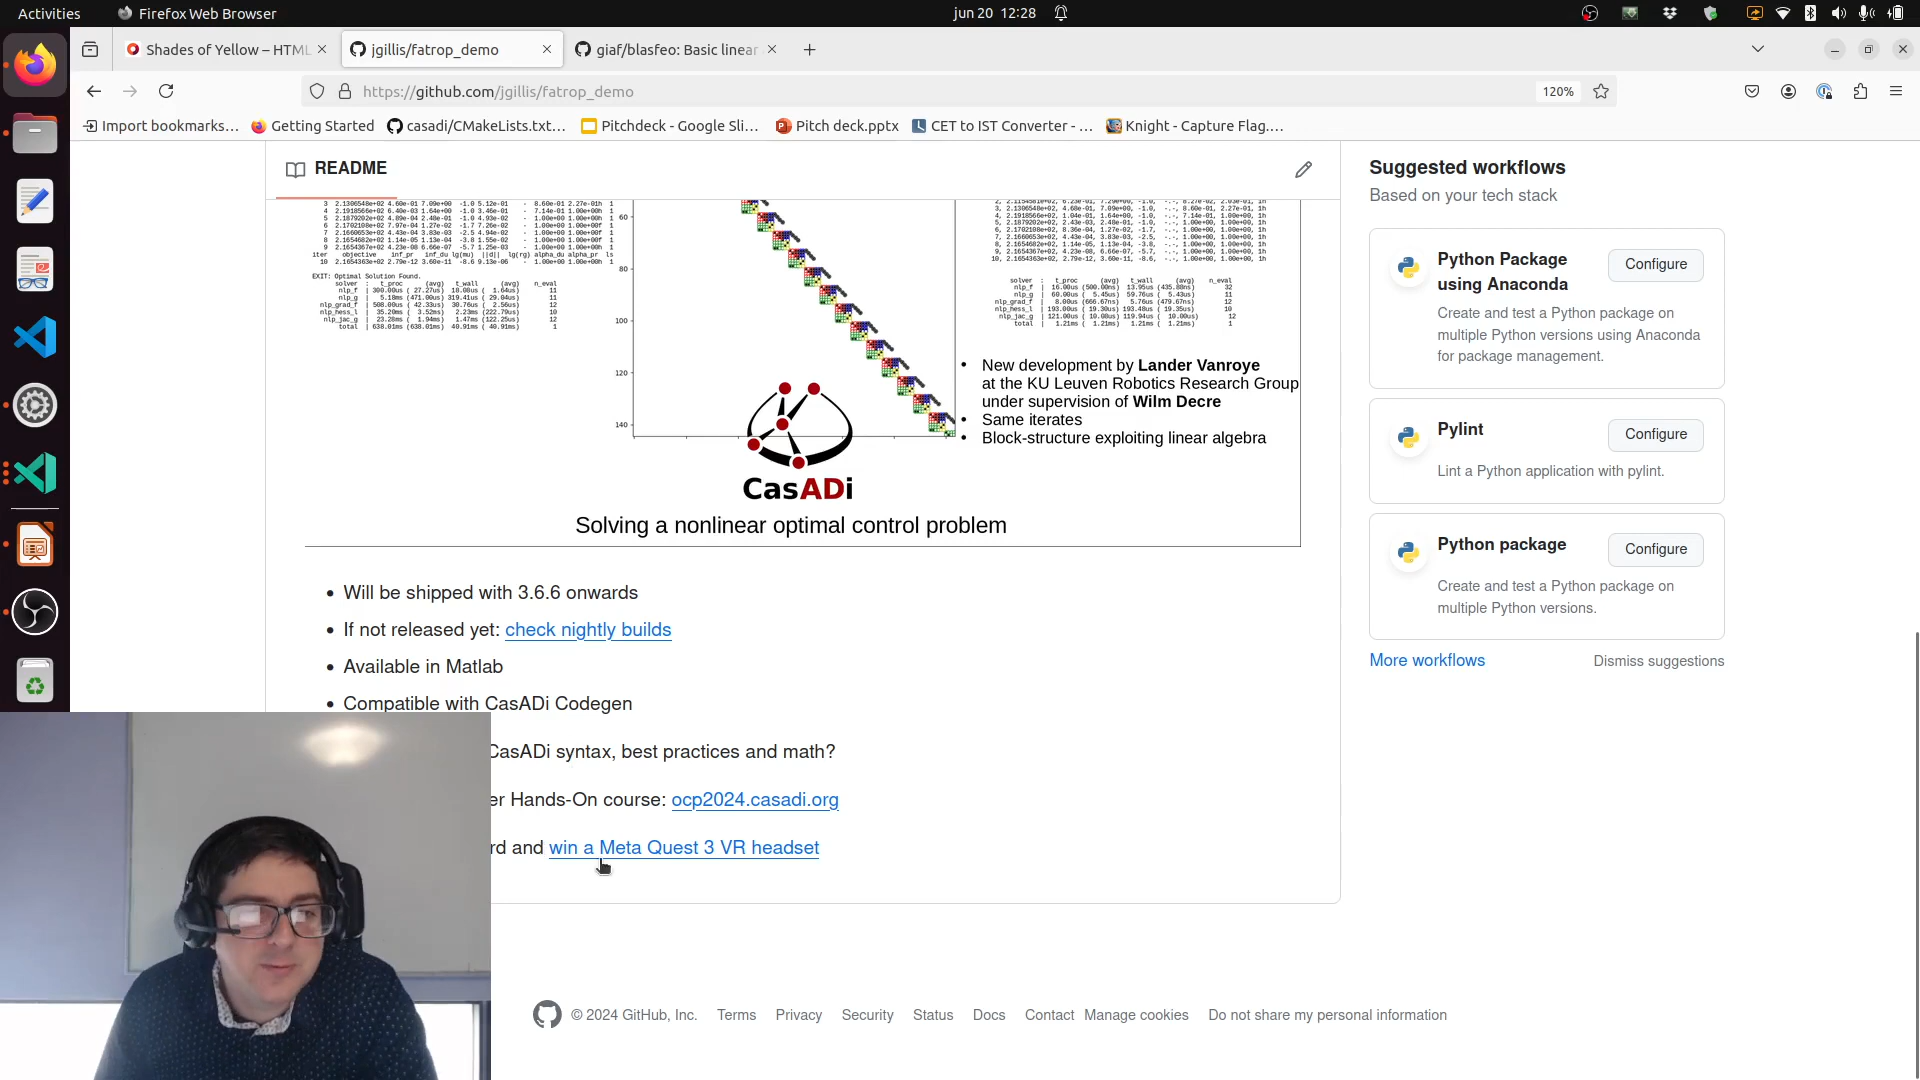 Activities
Firefox Web Browser
jun 20 12:28
Shades of Yellow – HTML
jgillis/fatrop_demo
giaf/blasfeo: Basic linear
https://github.com/jgillis/fatrop_demo
120%
Import bookmarks...
Getting Started
casadi/CMakeLists.txt...
Pitchdeck - Google Sli...
Pitch deck.pptx
CET to IST Converter - ...
Knight - Capture Flag....
README
EXIT: Optimal Solution Found.
60
80
100
120
140
New development by Lander Vanroye
at the KU Leuven Robotics Research Group
under supervision of Wilm Decre
Same iterates
Block-structure exploiting linear algebra
CasADi
Solving a nonlinear optimal control problem
Will be shipped with 3.6.6 onwards
If not released yet: check nightly builds
Available in Matlab
Compatible with CasADi Codegen
CasADi syntax, best practices and math?
er Hands-On course: ocp2024.casadi.org
rd and win a Meta Quest 3 VR headset
Suggested workflows
Based on your tech stack
Python Package
using Anaconda
Configure
Create and test a Python package on
multiple Python versions using Anaconda
for package management.
Pylint
Configure
Lint a Python application with pylint.
Python package
Configure
Create and test a Python package on
multiple Python versions.
More workflows
Dismiss suggestions
© 2024 GitHub, Inc.
Terms
Privacy
Security
Status
Docs
Contact
Manage cookies
Do not share my personal information